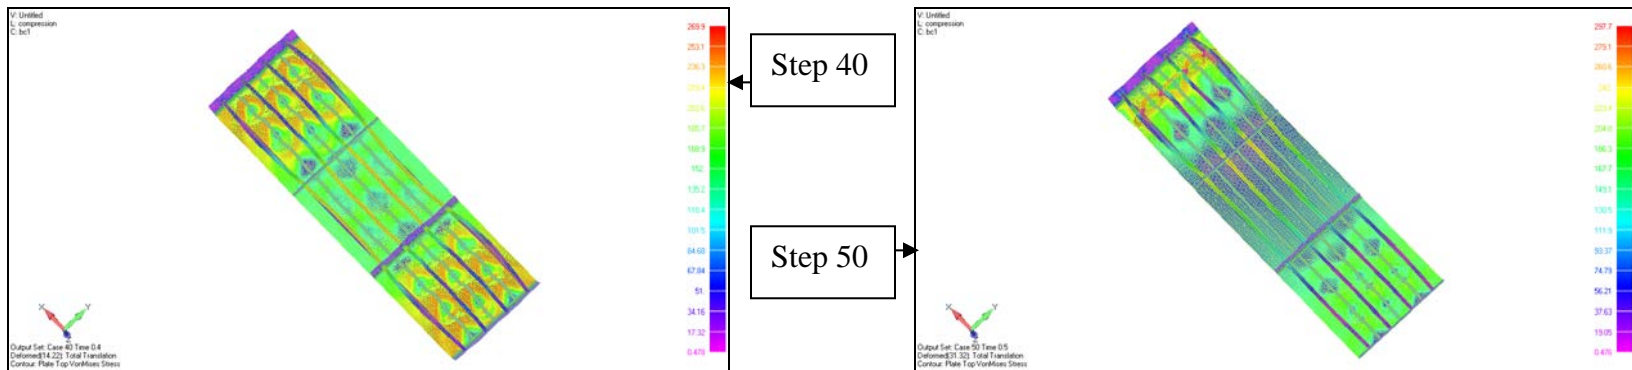 V: Untitled
L: compression
C: bc1
269.9
253.1
236.3
202.6
185.7
168.9
152.
135.2
118.4
101.5
84.68
67.84
51.
34.16
17.32
0.476
X
Y
Z
Output Set: Case 40 Time 0.4
Deformed(14.22): Total Translation
Contour: Plate Top VonMises Stress
Step 40
Step 50
V: Untitled
L: compression
C: bc1
297.7
279.1
260.6
223.4
204.8
186.3
167.7
149.1
130.5
111.9
93.37
74.79
56.21
37.63
19.05
0.476
X
Y
Z
Output Set: Case 50 Time 0.5
Deformed(31.32): Total Translation
Contour: Plate Top VonMises Stress